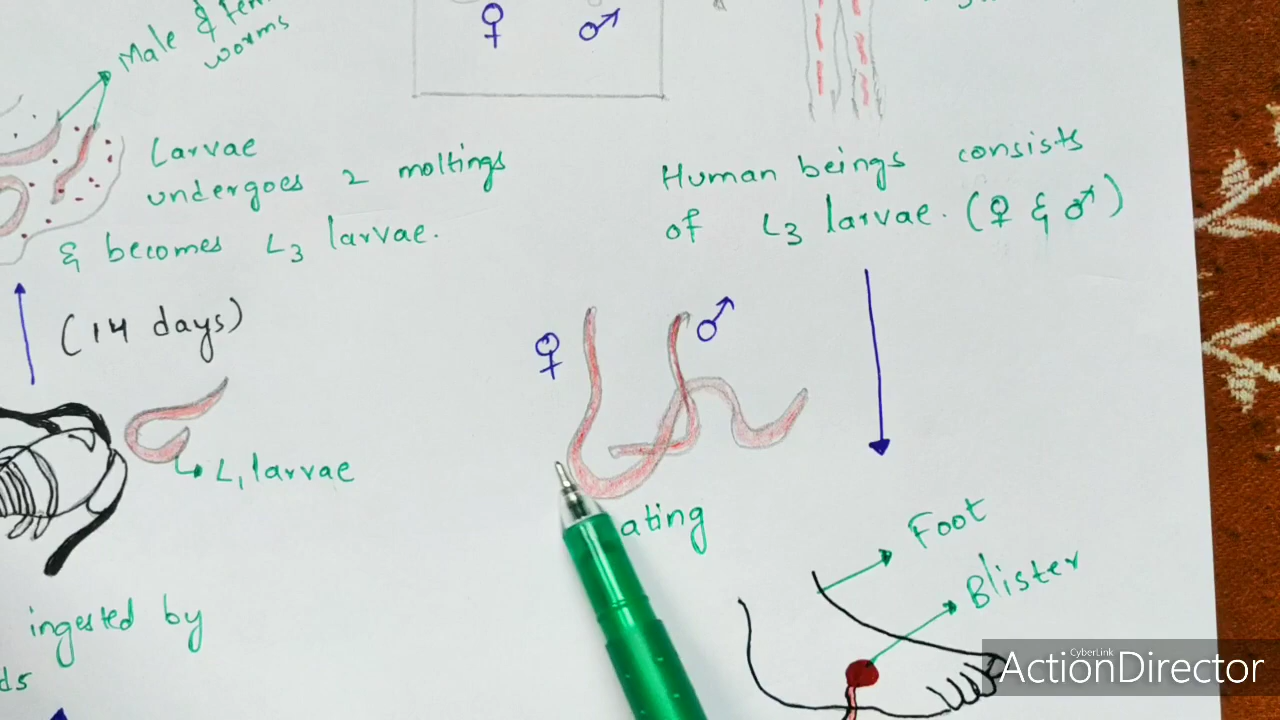 Male &
worms
♀ ♂
Larvae
undergoes 2 moltings
& becomes L3 larvae.
Human beings consists
of L3 larvae. (♀ & ♂)
(14 days)
♀ ♂
L1 larvae
ating
Foot
Blister
ingested by
ds
CyberLink
ActionDirector